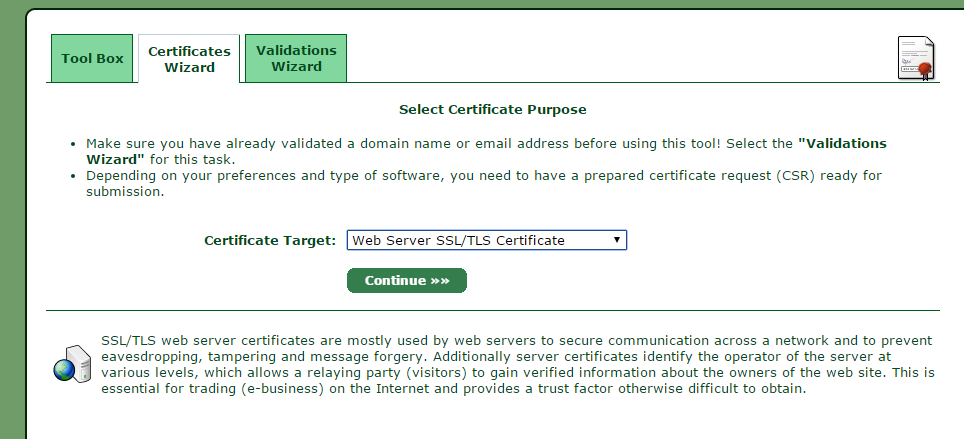 Tool Box
Certificates
Wizard
Validations
Wizard
Select Certificate Purpose
• Make sure you have already validated a domain name or email address before using this tool! Select the "Validations
Wizard" for this task.
• Depending on your preferences and type of software, you need to have a prepared certificate request (CSR) ready for
submission.
Certificate Target: Web Server SSL/TLS Certificate
Continue »»
SSL/TLS web server certificates are mostly used by web servers to secure communication across a network and to prevent
eavesdropping, tampering and message forgery. Additionally server certificates identify the operator of the server at
various levels, which allows a relaying party (visitors) to gain verified information about the owners of the web site. This is
essential for trading (e-business) on the Internet and provides a trust factor otherwise difficult to obtain.